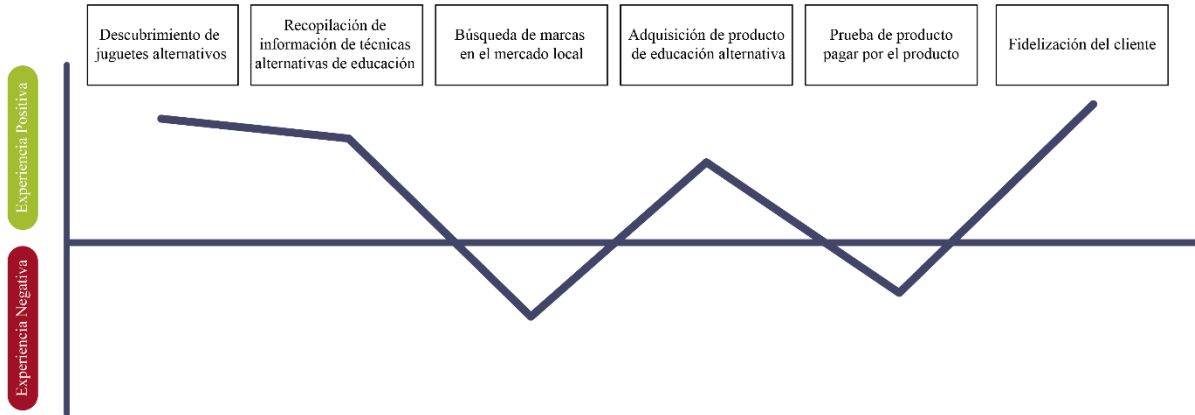 Descubrimiento de
juguetes alternativos
Recopilación de
información de técnicas
alternativas de educación
Búsqueda de marcas
en el mercado local
Adquisición de producto
de educación alternativa
Prueba de producto
pagar por el producto
Fidelización del cliente
Experiencia Positiva
Experiencia Negativa